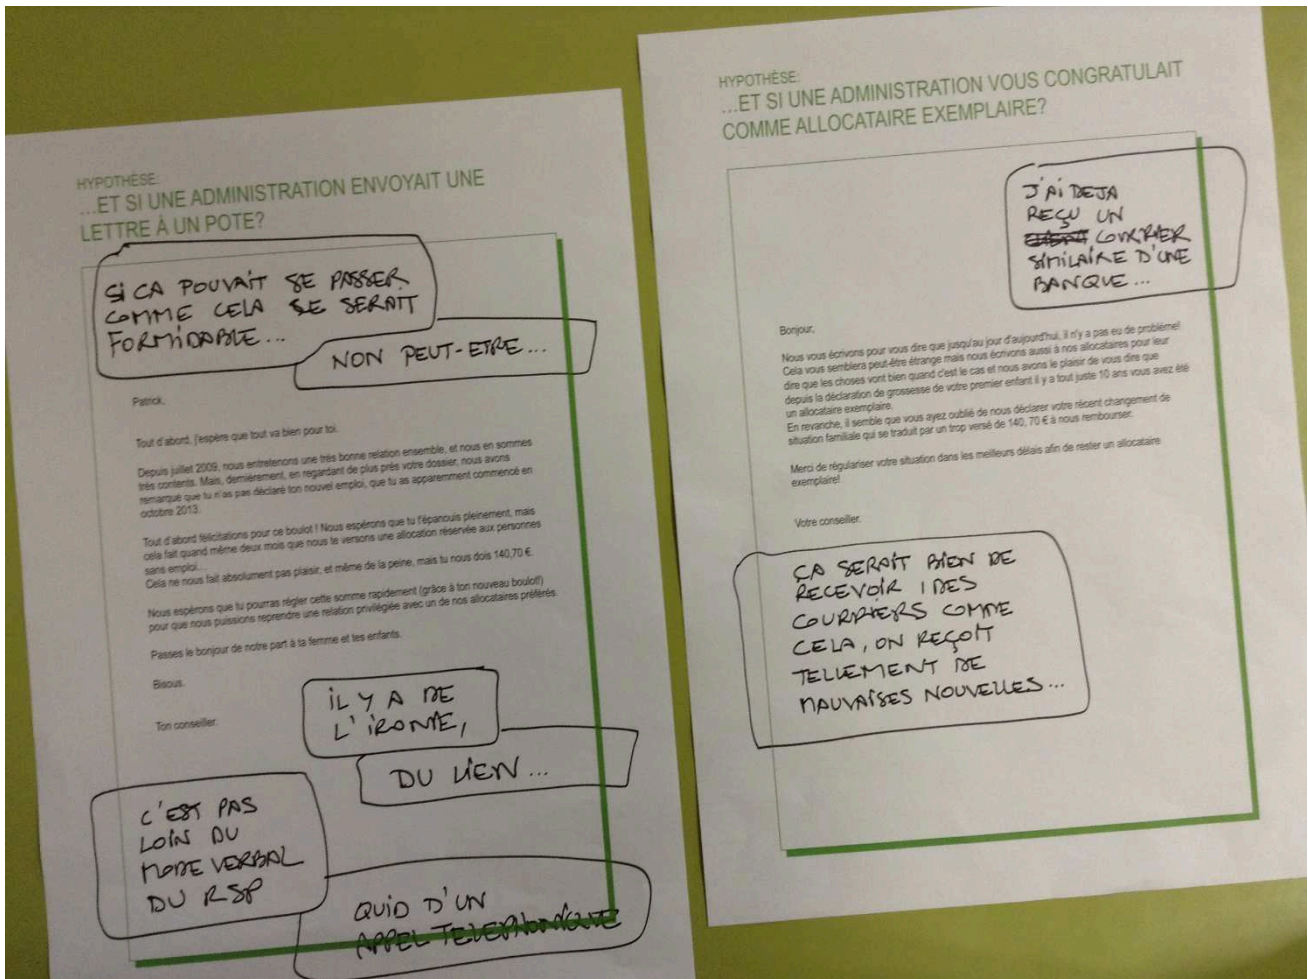 HYPOTHÈSE:
...ET SI UNE ADMINISTRATION ENVOYAIT UNE
LETTRE À UN POTE?
SI CA POUVAIT SE PASSER
COMME CELA SE SERAIT
FORMIDABLE...
NON PEUT-ETRE...
Patrick,
Tout d'abord, j'espère que tout va bien pour toi.
Depuis juillet 2009, nous entretenons une très bonne relation ensemble, et nous en sommes
très contents. Mais, dernièrement, en regardant de plus près votre dossier, nous avons
remarqué que tu n'as pas déclaré ton nouvel emploi, que tu as apparemment commencé en
octobre 2013.
Tout d'abord félicitations pour ce boulot ! Nous espérons que tu t'épanouis pleinement, mais
cela fait quand même deux mois que nous te versons une allocation réservée aux personnes
sans emploi...
Cela ne nous fait absolument pas plaisir, et même de la peine, mais tu nous dois 140,70 €.
Nous espérons que tu pourras régler cette somme rapidement (grâce à ton nouveau boulot!)
pour que nous puissions reprendre une relation privilégiée avec un de nos allocataires préférés.
Passes le bonjour de notre part à ta femme et tes enfants.
Bisous.
Ton conseiller.
IL Y A DE
L'IRONIE,
DU LIEN...
C'EST PAS
LOIN DU
MODE VERBAL
DU RSP
QUID D'UN
APPEL TELEPHONIQUE
HYPOTHÈSE:
...ET SI UNE ADMINISTRATION VOUS CONGRATULAIT
COMME ALLOCATAIRE EXEMPLAIRE?
J'AI DEJA
REÇU UN
COURRIER
SIMILAIRE D'UNE
BANQUE...
Bonjour,
Nous vous écrivons pour vous dire que jusqu'au jour d'aujourd'hui, il n'y a pas eu de problème!
Cela vous semblera peut-être étrange mais nous écrivons aussi à nos allocataires pour leur
dire que les choses vont bien quand c'est le cas et nous avons le plaisir de vous dire que
depuis la déclaration de grossesse de votre premier enfant il y a tout juste 10 ans vous avez été
un allocataire exemplaire.
En revanche, il semble que vous ayez oublié de nous déclarer votre récent changement de
situation familiale qui se traduit par un trop versé de 140, 70 € à nous rembourser.
Merci de régulariser votre situation dans les meilleurs délais afin de rester un allocataire
exemplaire!
Votre conseiller.
ÇA SERAIT BIEN DE
RECEVOIR DES
COURRIERS COMME
CELA, ON REÇOIT
TELLEMENT DE
MAUVAISES NOUVELLES...